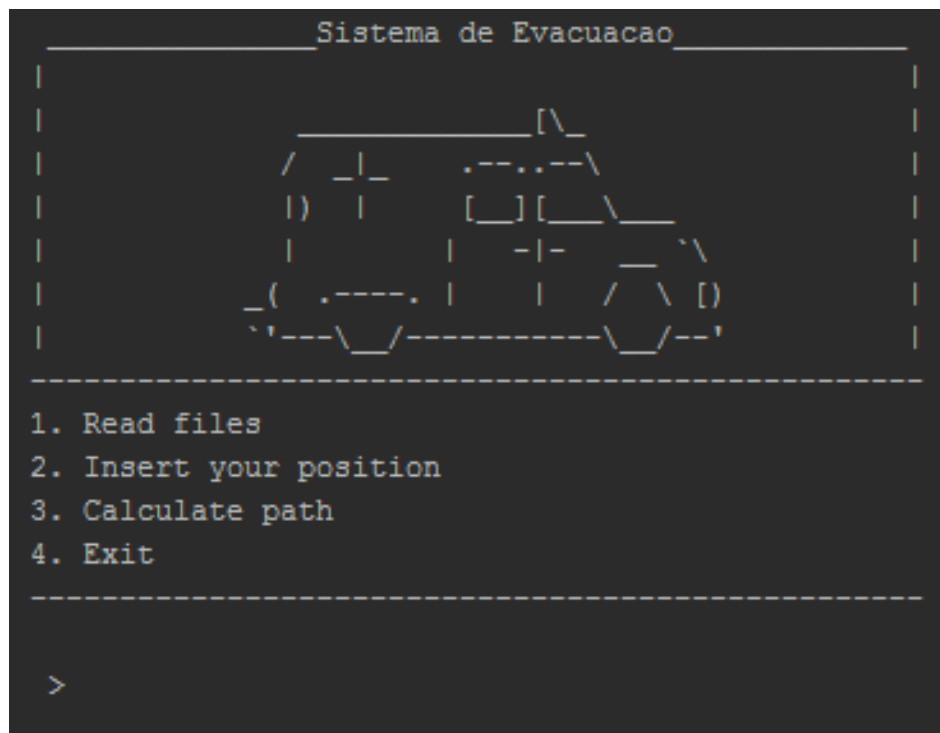 Sistema de Evacuacao
1. Read files
2. Insert your position
3. Calculate path
4. Exit
>